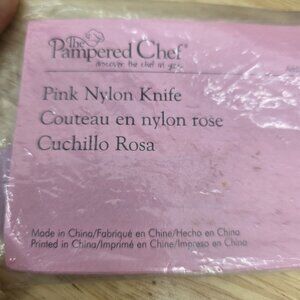 The
Pampered Chef®
discover the chef in you
Pink Nylon Knife
Couteau en nylon rose
Cuchillo Rosa
Made in China/Fabriqué en Chine/Hecho en China
Printed in China/Imprimé en Chine/Impreso en China